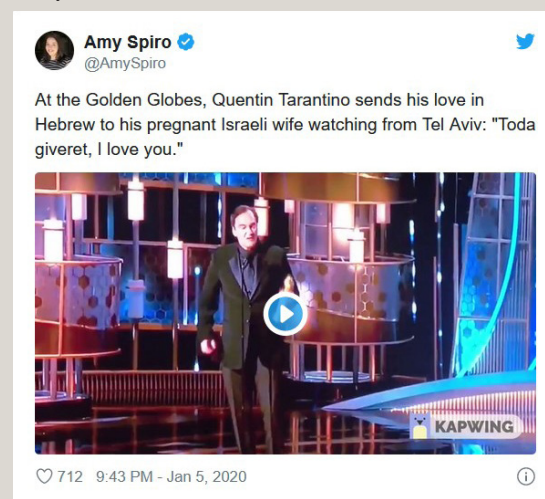 Amy Spiro
@AmySpiro
At the Golden Globes, Quentin Tarantino sends his love in
Hebrew to his pregnant Israeli wife watching from Tel Aviv: "Toda
giveret, I love you."
KAPWING
712 9:43 PM - Jan 5, 2020